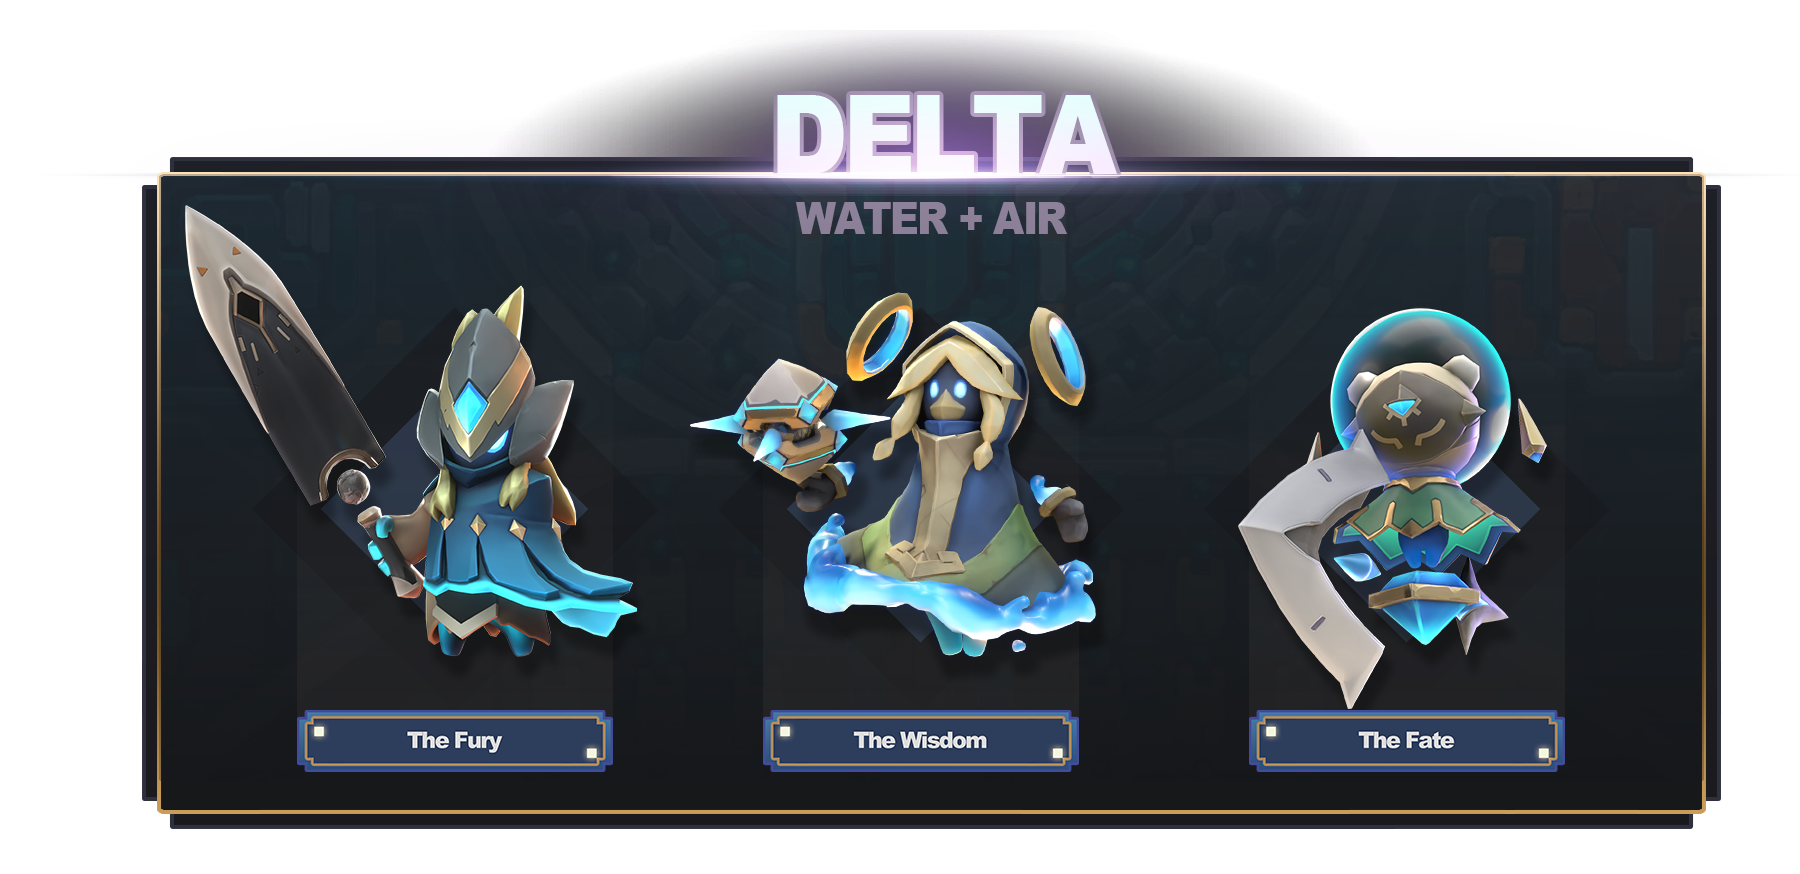 DELTA
WATER + AIR
The Fury
The Wisdom
The Fate